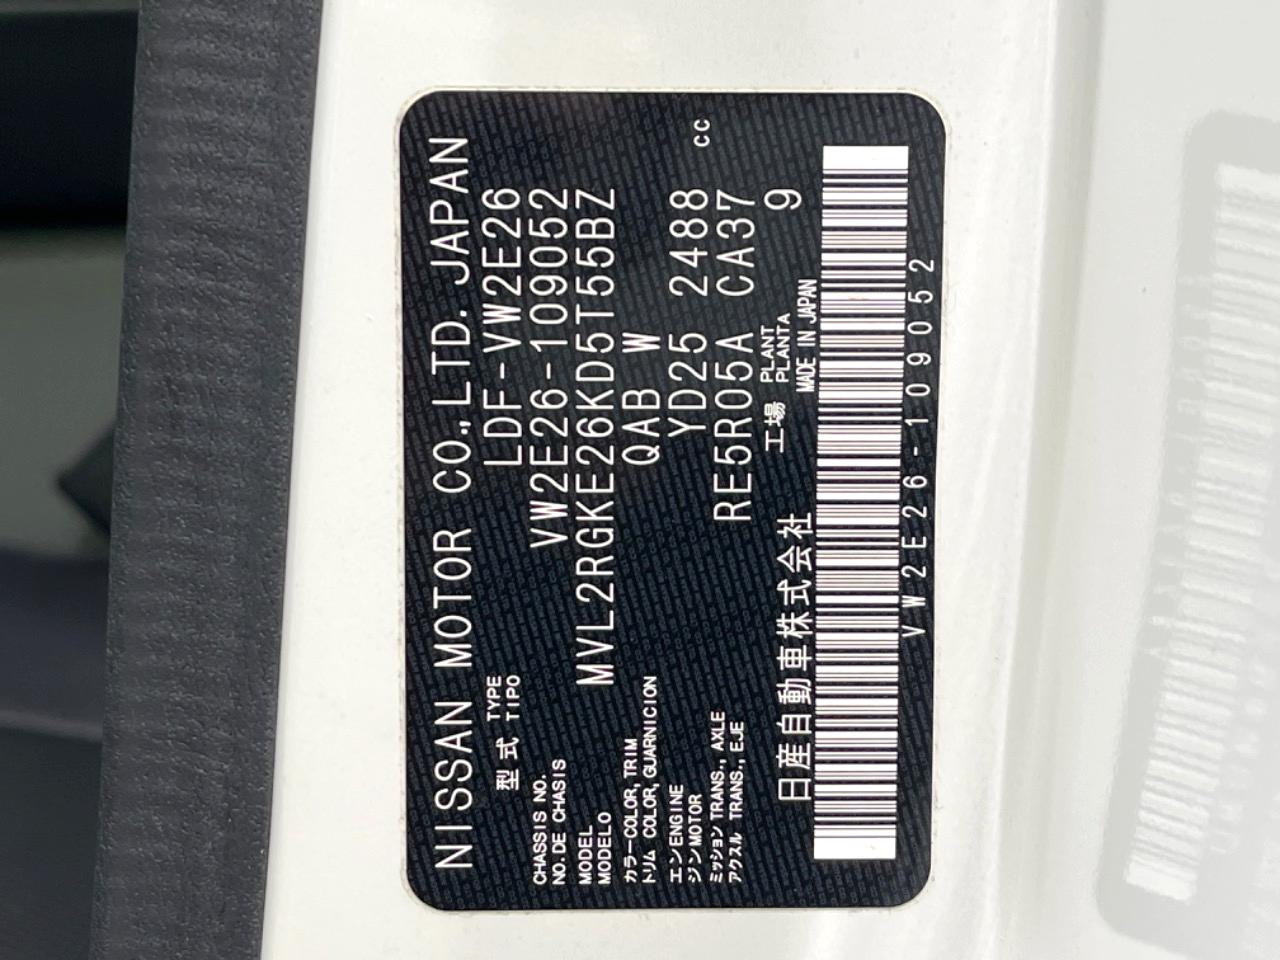 NISSAN MOTOR CO.,LTD. JAPAN
型式 TYPE TIPO LDF-VW2E26
CHASSIS NO.
NO. DE CHASIS VW2E26-109052
MODEL
MODELO MVL2RGKE26KD5T55BZ
カラー COLOR, TRIM
トリム COLOR, GUARNICION QAB W
エンジン ENGINE MOTOR YD25 2488 cc
ミッション TRANS., AXLE
アクスル TRANS., EJE RE5R05A CA37
工場 PLANT PLANTA 9
日産自動車株式会社 MADE IN JAPAN
VW2E26-109052